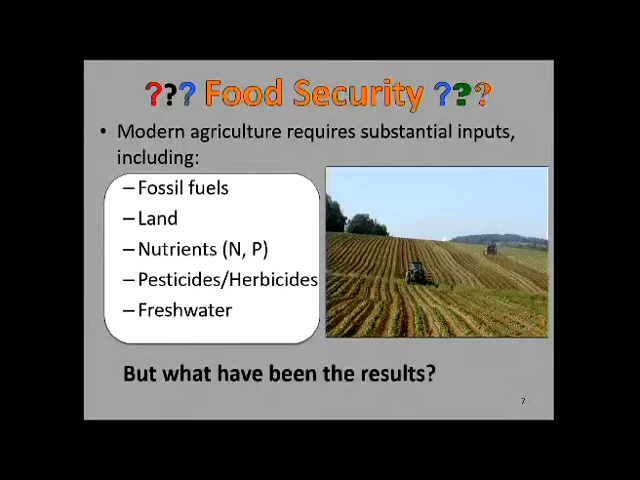 ??? Food Security ???
• Modern agriculture requires substantial inputs,
including:
–Fossil fuels
–Land
–Nutrients (N, P)
–Pesticides/Herbicides
–Freshwater
But what have been the results?
7